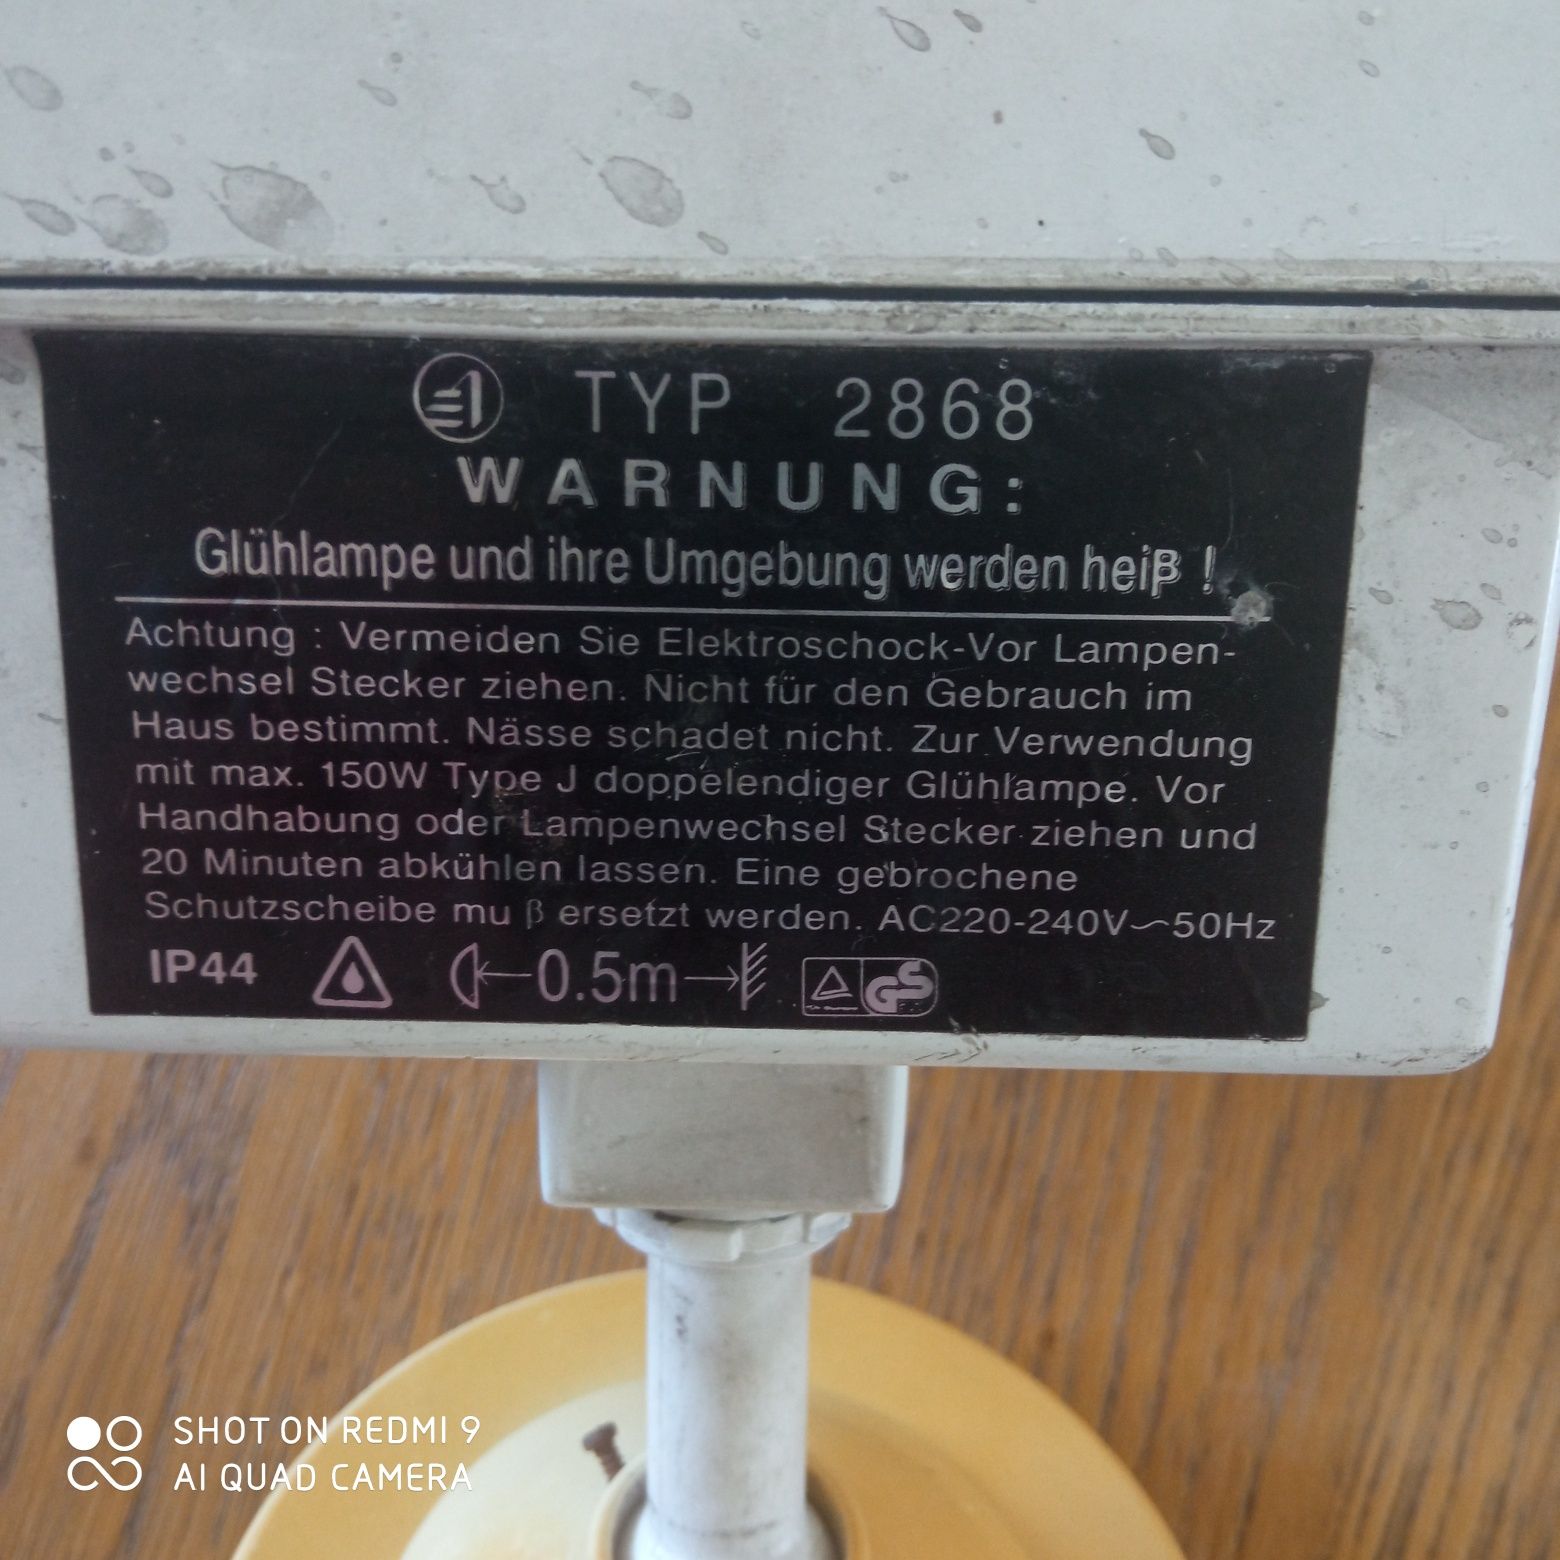 TYP 2868
WARNUNG:
Glühlampe und ihre Umgebung werden heiβ !
Achtung : Vermeiden Sie Elektroschock-Vor Lampen-
wechsel Stecker ziehen. Nicht für den Gebrauch im
Haus bestimmt. Nässe schadet nicht. Zur Verwendung
mit max. 150W Type J doppelendiger Glühlampe. Vor
Handhabung oder Lampenwechsel Stecker ziehen und
20 Minuten abkühlen lassen. Eine gebrochene
Schutzscheibe mu β ersetzt werden. AC220-240V~50Hz
IP44 0.5m GS
SHOT ON REDMI 9
AI QUAD CAMERA